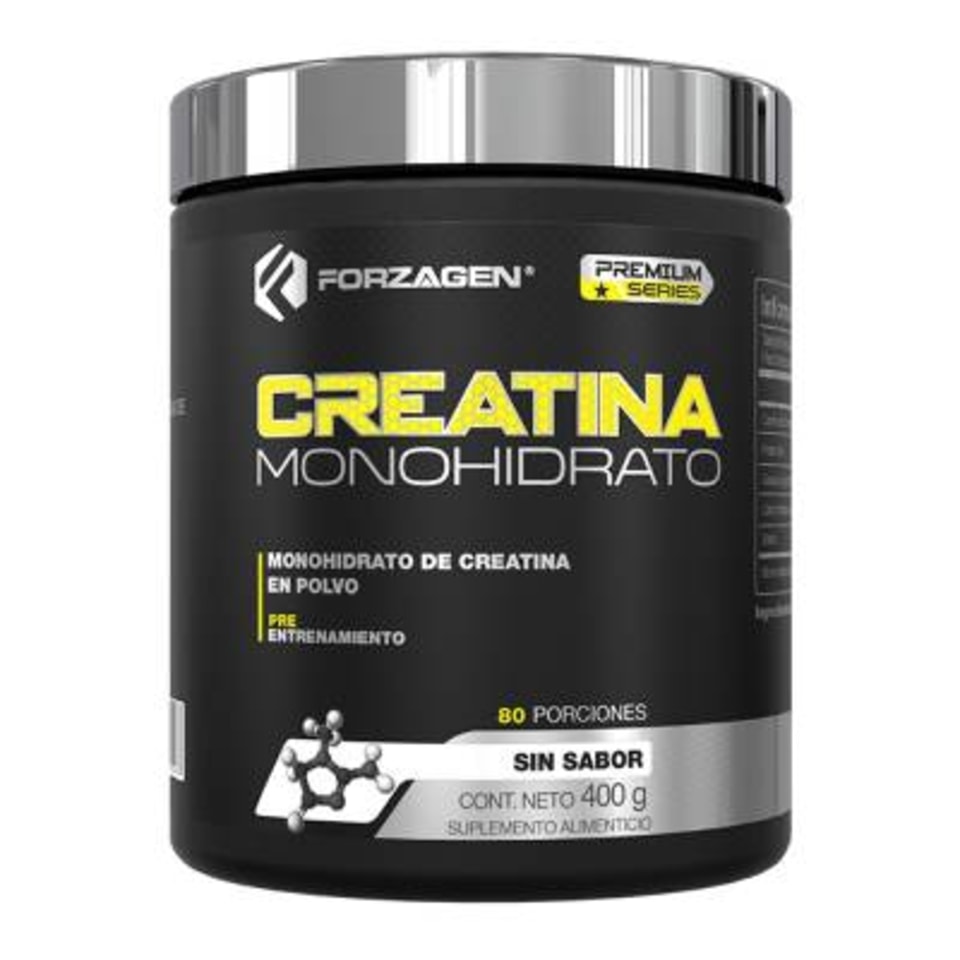 FORZAGEN®
PREMIUM
SERIES
CREATINA
MONOHIDRATO
MONOHIDRATO DE CREATINA
EN POLVO
PRE
ENTRENAMIENTO
80 PORCIONES
SIN SABOR
CONT. NETO 400 g
SUPLEMENTO ALIMENTICIO